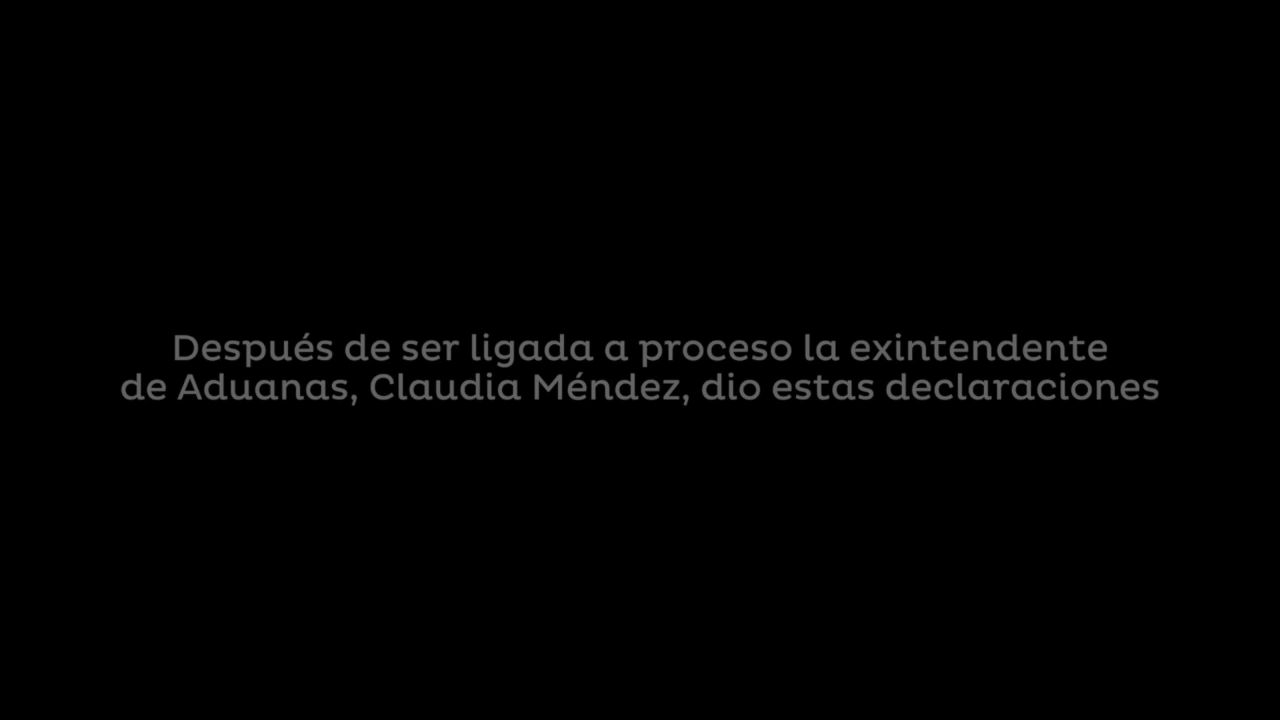 Después de ser ligada a proceso la exintendente
de Aduanas, Claudia Méndez, dio estas declaraciones